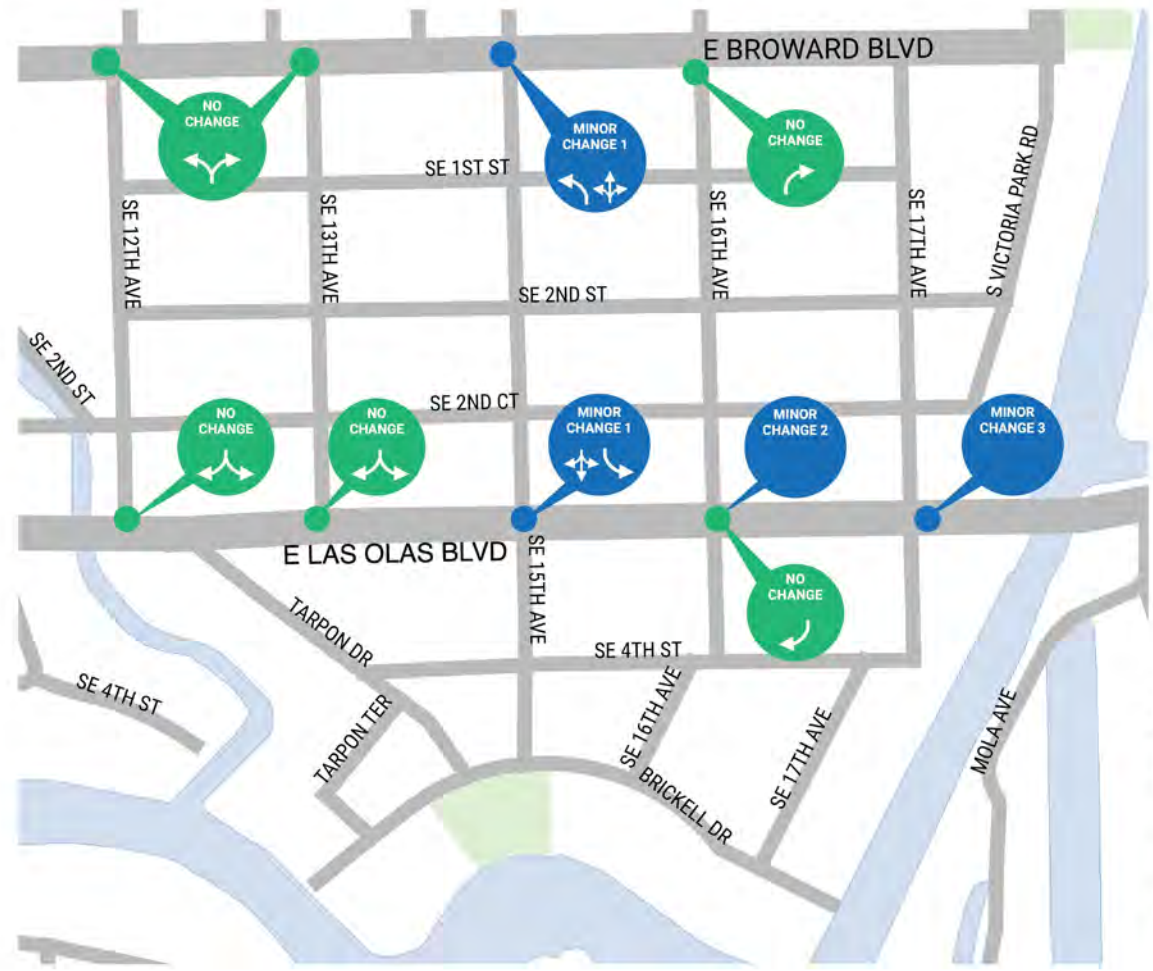 E BROWARD BLVD
NO
CHANGE
MINOR
CHANGE 1
NO
CHANGE
SE 1ST ST
S VICTORIA PARK RD
SE 12TH AVE
SE 13TH AVE
SE 16TH AVE
SE 17TH AVE
SE 2ND ST
SE 2ND ST
SE 2ND CT
NO
CHANGE
NO
CHANGE
MINOR
CHANGE 1
MINOR
CHANGE 2
MINOR
CHANGE 3
E LAS OLAS BLVD
SE 15TH AVE
NO
CHANGE
TARPON DR
SE 4TH ST
SE 4TH ST
TARPON TER
SE 16TH AVE
SE 17TH AVE
MOLA AVE
BRICKELL DR